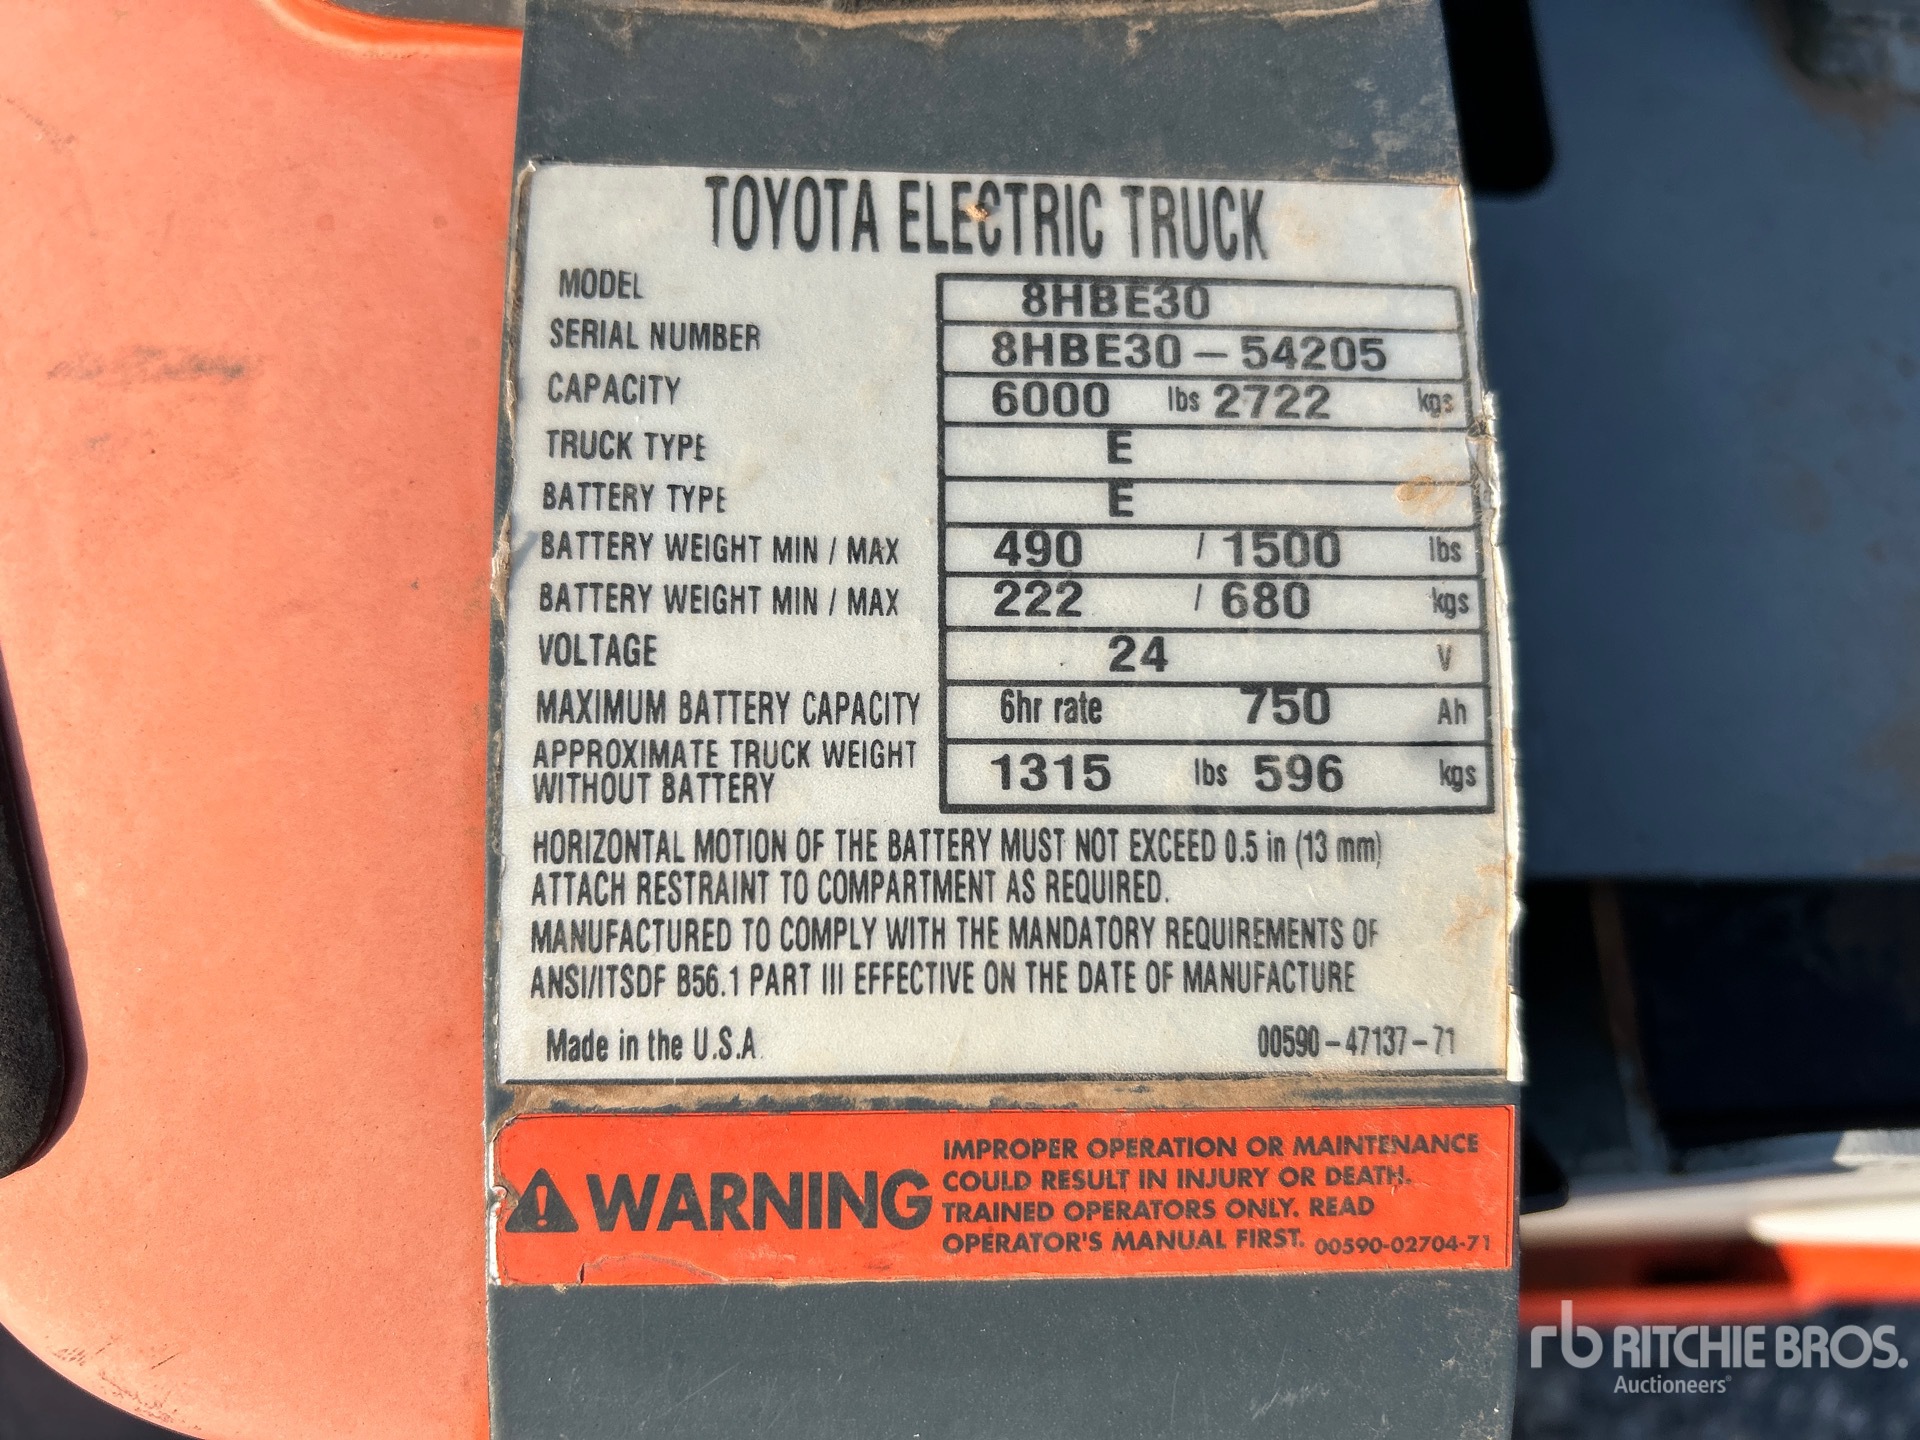 TOYOTA ELECTRIC TRUCK
MODEL 8HBE30
SERIAL NUMBER 8HBE30-54205
CAPACITY 6000 lbs 2722 kgs
TRUCK TYPE E
BATTERY TYPE E
BATTERY WEIGHT MIN / MAX 490 / 1500 lbs
BATTERY WEIGHT MIN / MAX 222 / 680 kgs
VOLTAGE 24 V
MAXIMUM BATTERY CAPACITY 6hr rate 750 Ah
APPROXIMATE TRUCK WEIGHT
WITHOUT BATTERY 1315 lbs 596 kgs
HORIZONTAL MOTION OF THE BATTERY MUST NOT EXCEED 0.5 in (13 mm)
ATTACH RESTRAINT TO COMPARTMENT AS REQUIRED.
MANUFACTURED TO COMPLY WITH THE MANDATORY REQUIREMENTS OF
ANSI/ITSDF B56.1 PART III EFFECTIVE ON THE DATE OF MANUFACTURE
Made in the U.S.A. 00590-47137-71
WARNING
IMPROPER OPERATION OR MAINTENANCE
COULD RESULT IN INJURY OR DEATH.
TRAINED OPERATORS ONLY. READ
OPERATOR'S MANUAL FIRST. 00590-02704-71
rb RITCHIE BROS.
Auctioneers®